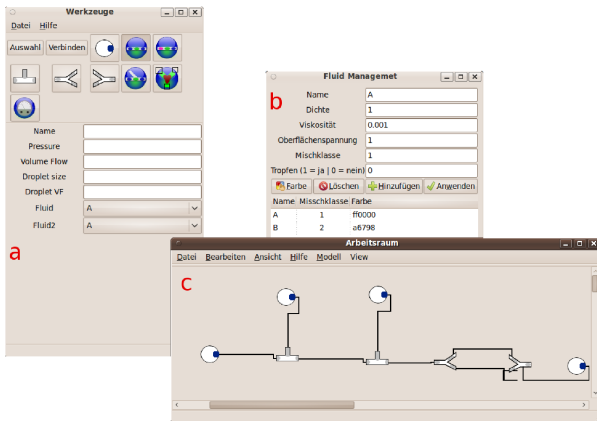 Werkzeuge
Datei Hilfe
Auswahl Verbinden
Name
Pressure
Volume Flow
Droplet size
Droplet VF
Fluid A
Fluid2 A
a
Fluid Managemet
b
Name A
Dichte 1
Viskosität 0.001
Oberflächenspannung 1
Mischklasse 1
Tropfen (1 = ja | 0 = nein) 0
Farbe Löschen Hinzufügen Anwenden
Name Misschklasse Farbe
A 1 ff0000
B 2 a6798
Arbeitsraum
Datei Bearbeiten Ansicht Hilfe Modell View
c